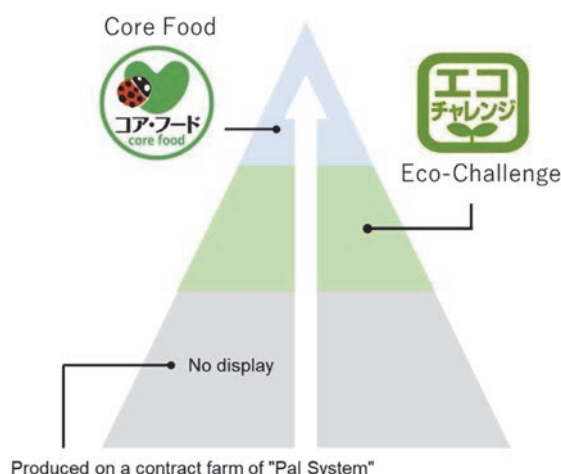 Core Food
コア・フード
core food
エコ
チャレンジ
Eco-Challenge
No display
Produced on a contract farm of "Pal System"